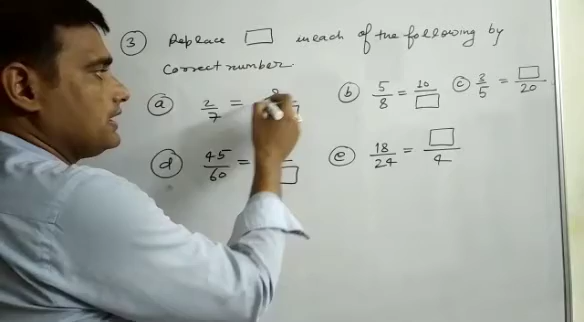 ③ Replace □ in each of the following by
correct number.
ⓐ 2/7 = 8 ⓑ 5/8 = 10/□ ⓒ 3/5 = □/20
ⓓ 45/60 = □ ⓔ 18/24 = □/4